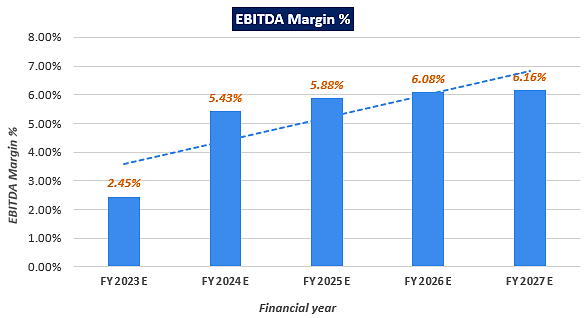 EBITDA Margin %
8.00%
7.00%
6.00%
5.00%
4.00%
3.00%
2.00%
1.00%
0.00%
EBITDA Margin %
2.45%
5.43%
5.88%
6.08%
6.16%
FY 2023 E
FY 2024 E
FY 2025 E
FY 2026 E
FY 2027 E
Financial year